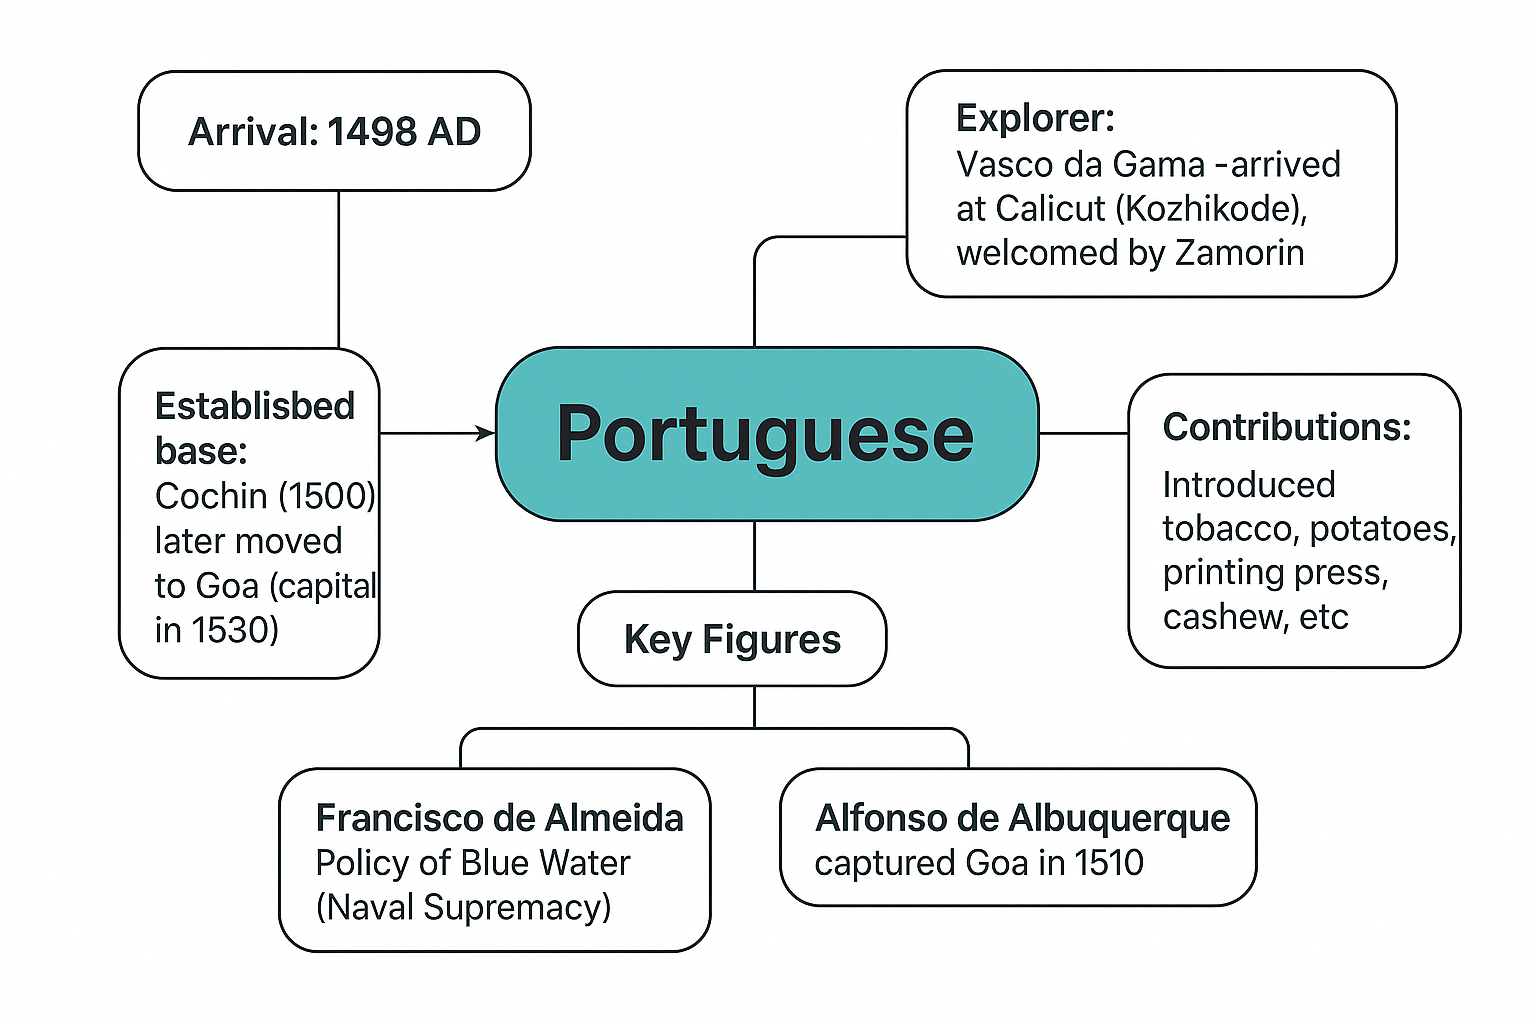 Arrival: 1498 AD
Explorer:
Vasco da Gama - arrived
at Calicut (Kozhikode),
welcomed by Zamorin
Establisbed
base:
Cochin (1500)
later moved
to Goa (capital
in 1530)
Portuguese
Contributions:
Introduced
tobacco, potatoes,
printing press,
cashew, etc
Key Figures
Francisco de Almeida
Policy of Blue Water
(Naval Supremacy)
Alfonso de Albuquerque
captured Goa in 1510